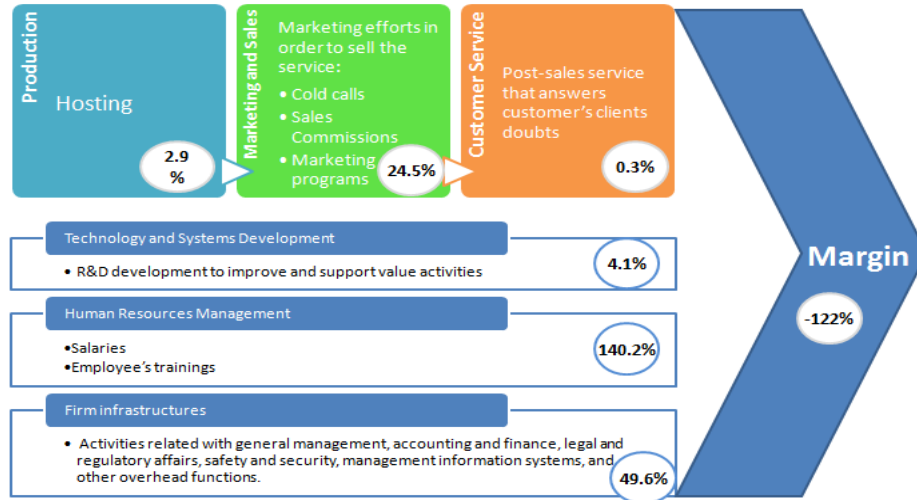 Production
Hosting
2.9
%
Marketing and Sales
Marketing efforts in
order to sell the
service:
• Cold calls
• Sales
Commissions
• Marketing
programs
24.5%
Customer Service
Post-sales service
that answers
customer's clients
doubts
0.3%
Technology and Systems Development
• R&D development to improve and support value activities
4.1%
Human Resources Management
•Salaries
•Employee's trainings
140.2%
Firm infrastructures
• Activities related with general management, accounting and finance, legal and
regulatory affairs, safety and security, management information systems, and
other overhead functions.
49.6%
Margin
-122%